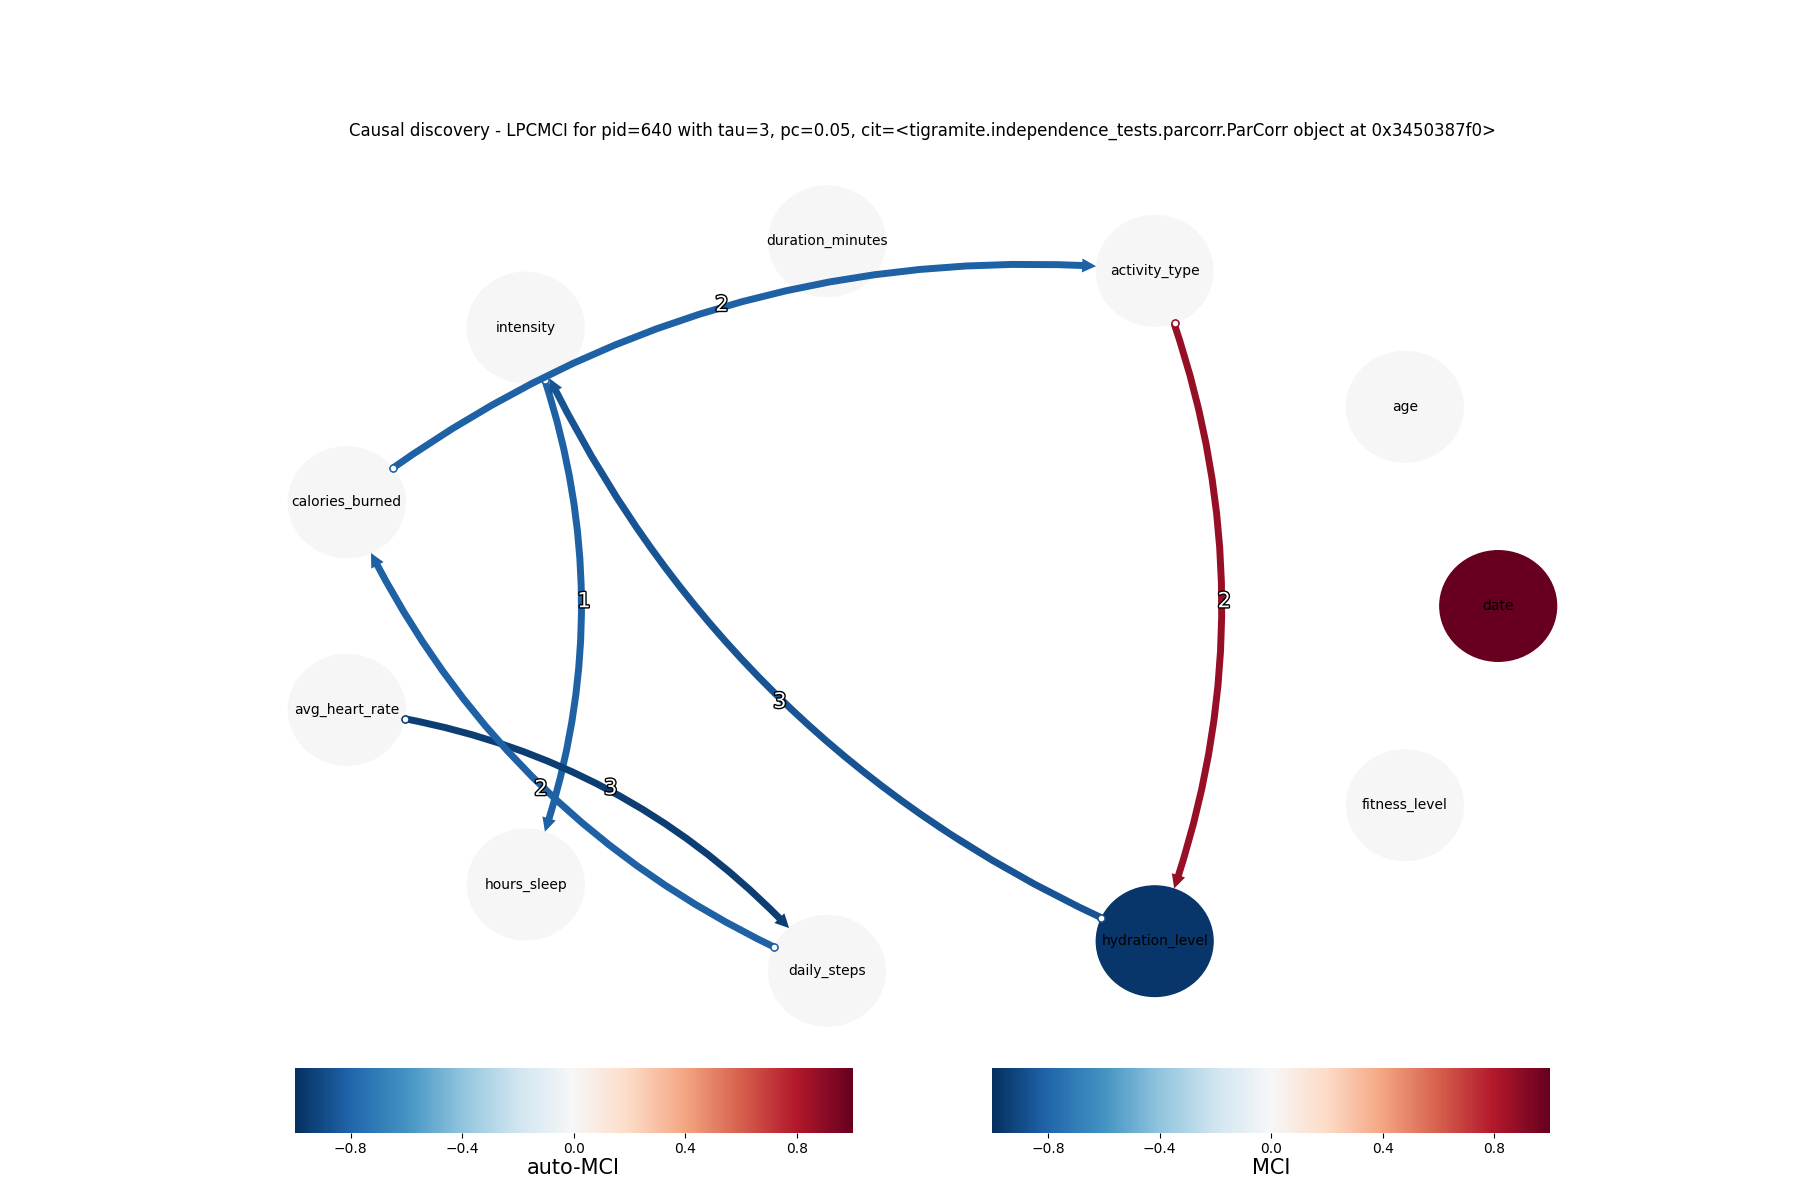 Causal discovery - LPCMCI for pid=640 with tau=3, pc=0.05, cit=<tigramite.independence_tests.parcorr.ParCorr object at 0x3450387f0>
duration_minutes
activity_type
2
intensity
age
calories_burned
1
2
date
3
avg_heart_rate
2
3
fitness_level
hours_sleep
hydration_level
daily_steps
−0.8
−0.4
0.0
0.4
0.8
auto-MCI
−0.8
−0.4
0.0
0.4
0.8
MCI